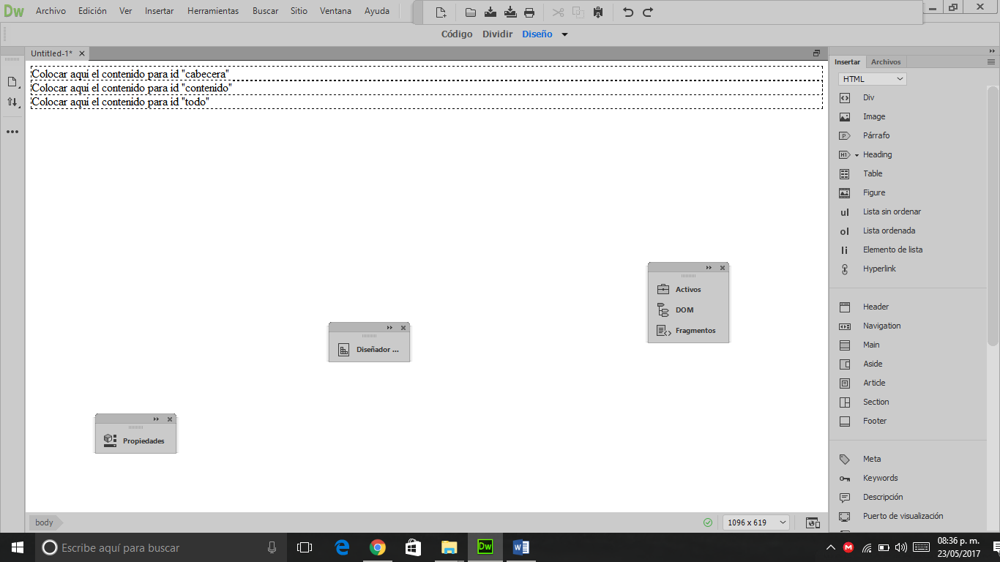 Dw Archivo Edición Ver Insertar Herramientas Buscar Sitio Ventana Ayuda
Código Dividir Diseño
Untitled-1*
Colocar aquí el contenido para id "cabecera"
Colocar aquí el contenido para id "contenido"
Colocar aquí el contenido para id "todo"
Insertar Archivos
HTML
Div
Image
P Párrafo
H1 Heading
Table
Figure
ul Lista sin ordenar
ol Lista ordenada
li Elemento de lista
Hyperlink
Header
Navigation
Main
Aside
Article
Section
Footer
Meta
Keywords
Descripción
Puerto de visualización
Activos
DOM
Fragmentos
Diseñador ...
Propiedades
body
1096 x 619
Escribe aquí para buscar
Dw
08:36 p. m.
23/05/2017